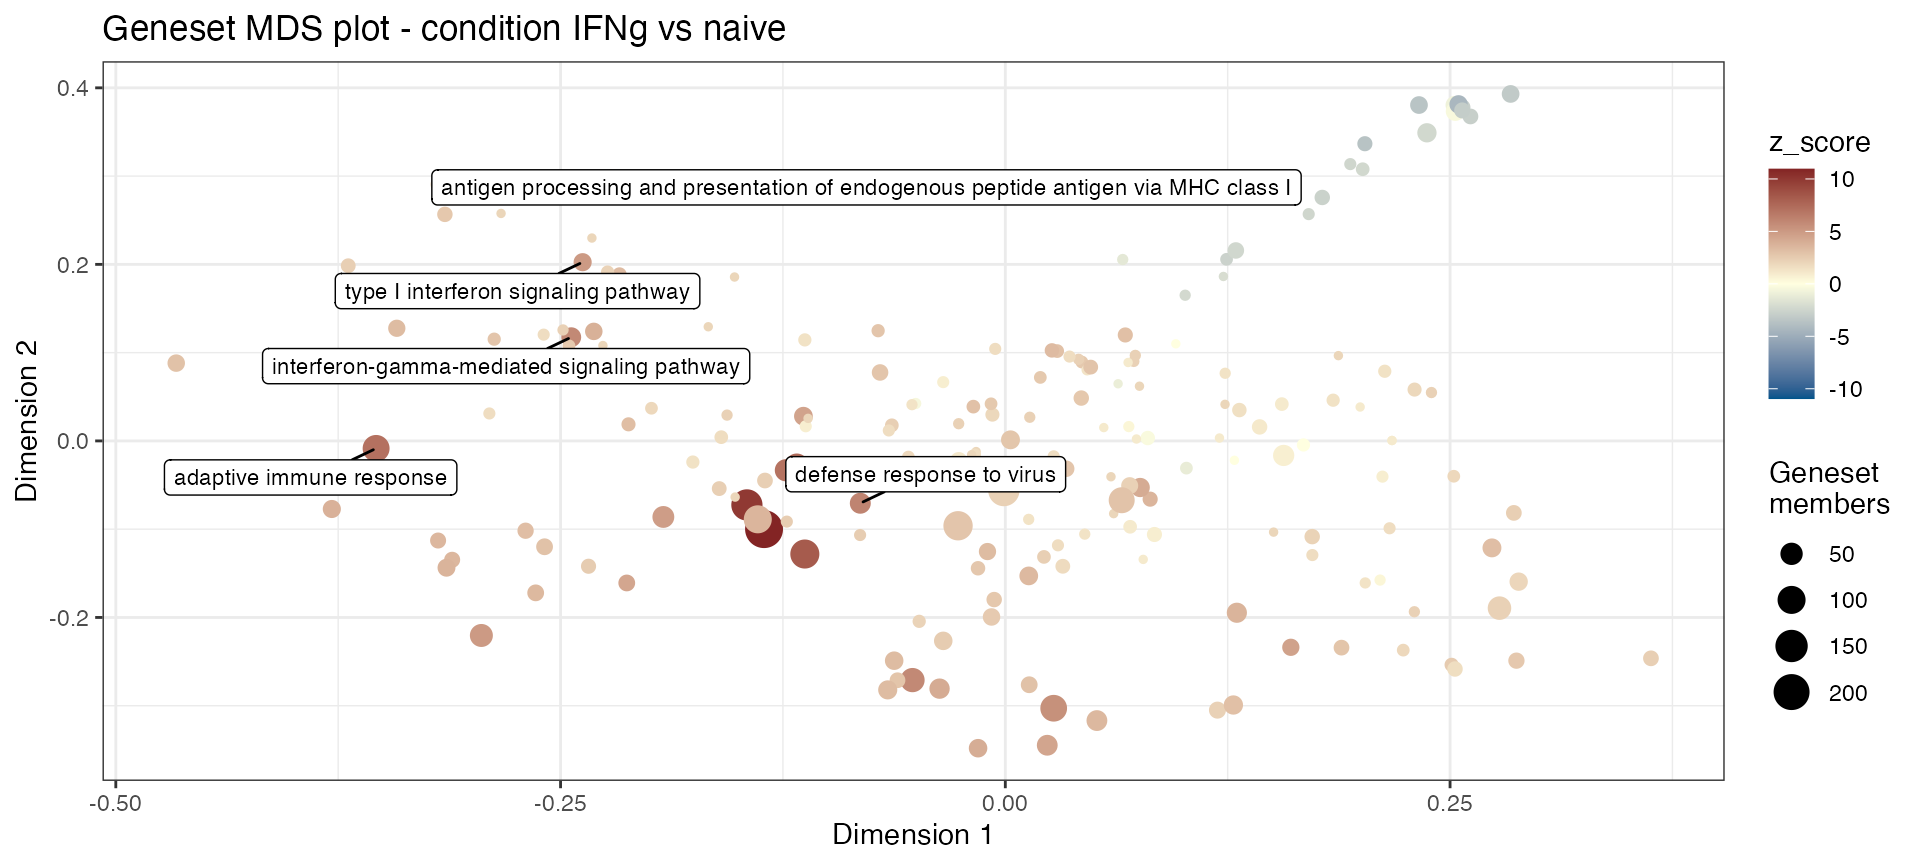 Geneset MDS plot - condition IFNg vs naive
0.4
0.2
0.0
-0.2
Dimension 2
antigen processing and presentation of endogenous peptide antigen via MHC class I
type I interferon signaling pathway
interferon-gamma-mediated signaling pathway
adaptive immune response
defense response to virus
-0.50
-0.25
0.00
0.25
Dimension 1
z_score
10
5
0
-5
-10
Geneset
members
50
100
150
200